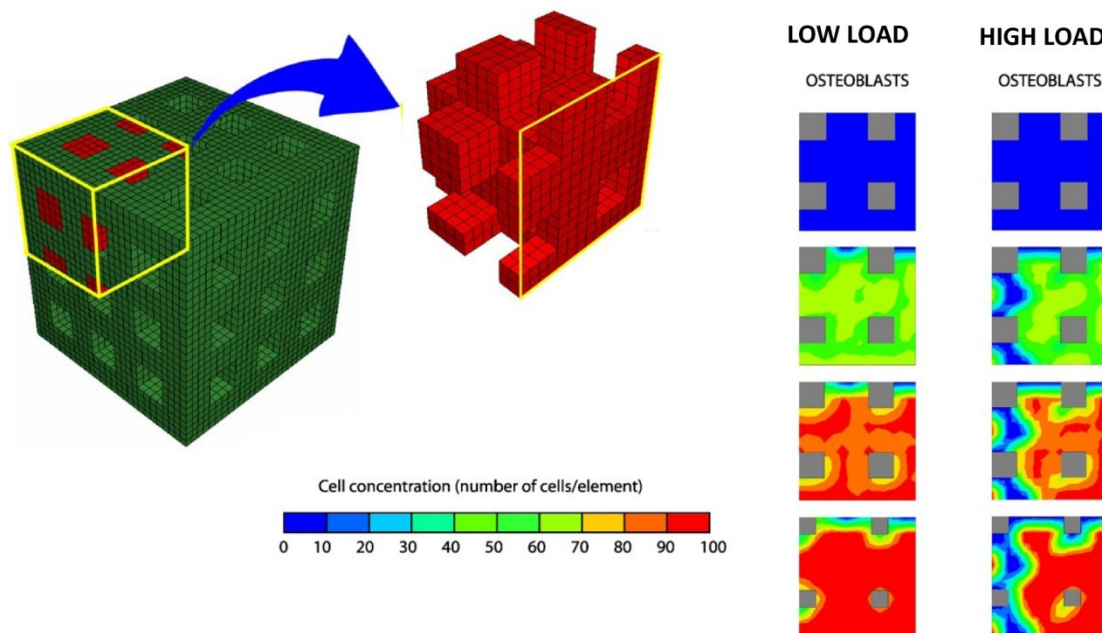 LOW LOAD
HIGH LOAD
OSTEOBLASTS
OSTEOBLASTS
Cell concentration (number of cells/element)
0 10 20 30 40 50 60 70 80 90 100